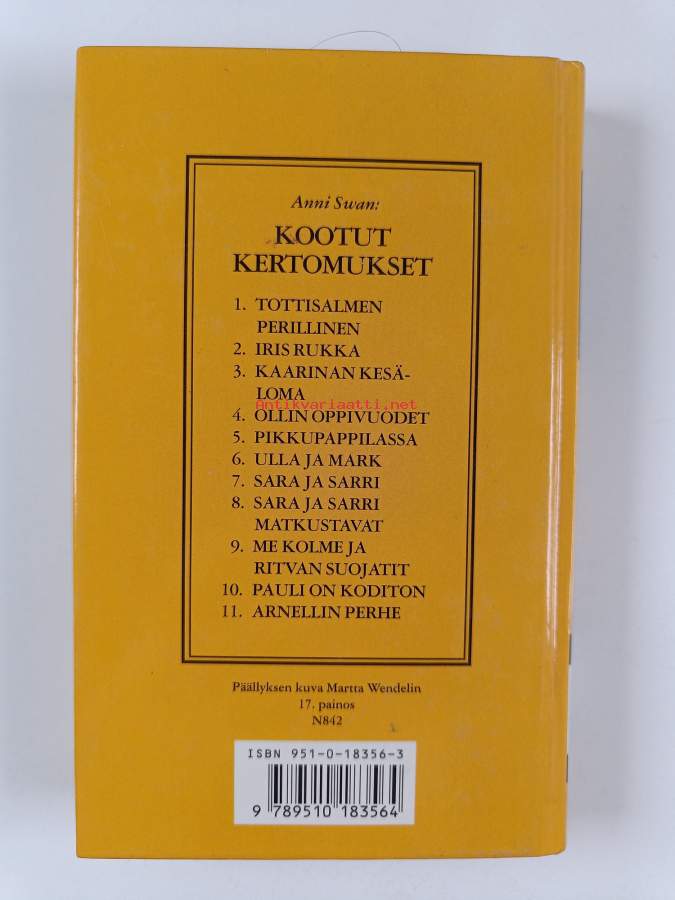 Anni Swan:
KOOTUT
KERTOMUKSET
1. TOTTISALMEN
PERILLINEN
2. IRIS RUKKA
3. KAARINAN KESÄ-
LOMA
Antikvariaatti.net
4. OLLIN OPPIVUODET
5. PIKKUPAPPILASSA
6. ULLA JA MARK
7. SARA JA SARRI
8. SARA JA SARRI
MATKUSTAVAT
9. ME KOLME JA
RITVAN SUOJATIT
10. PAULI ON KODITON
11. ARNELLIN PERHE
Päällyksen kuva Martta Wendelin
17. painos
N842
ISBN 951-0-18356-3
9 789510 183564